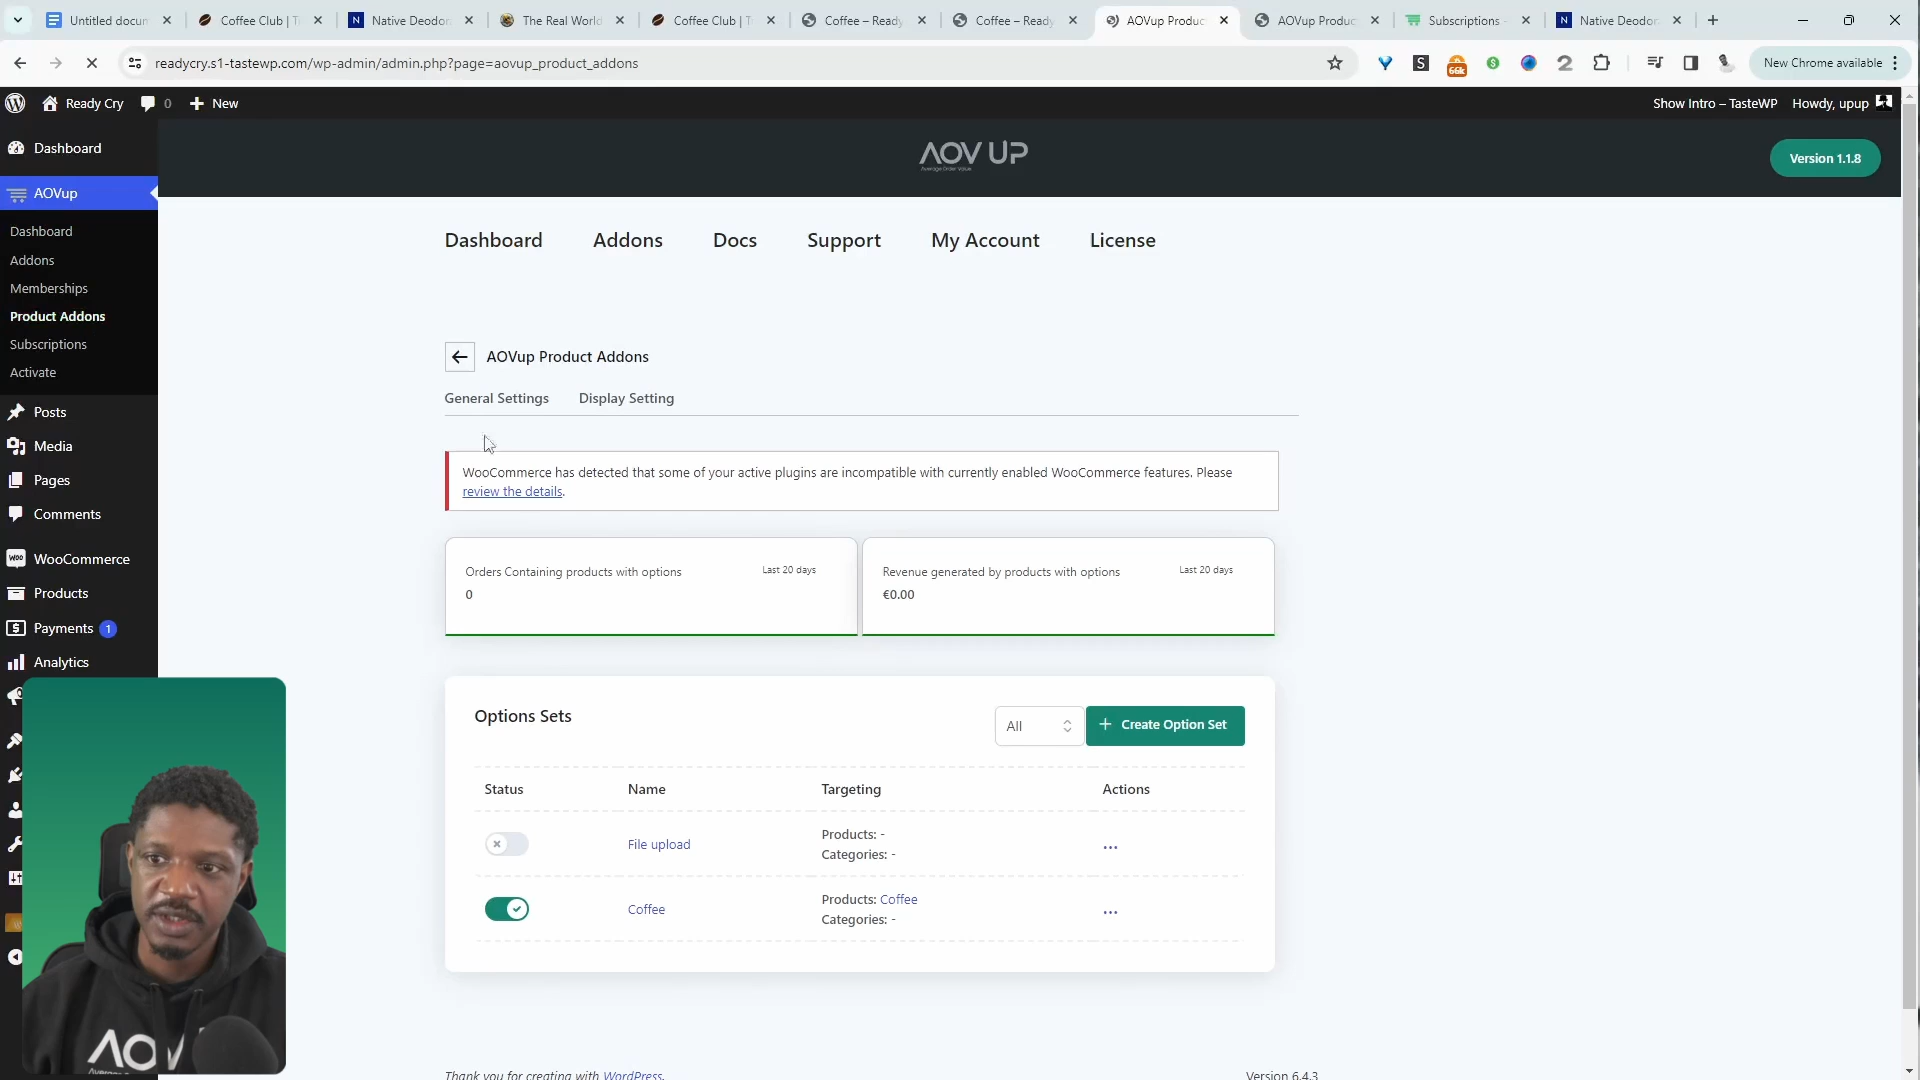 Untitled docum
Coffee Club | T
Native Deodor
The Real World
Coffee Club | T
Coffee – Ready
Coffee – Ready
AOVup Produc
AOVup Produc
Subscriptions -
Native Deodor
readycry.s1-tastewp.com/wp-admin/admin.php?page=aovup_product_addons
66k
New Chrome available
Ready Cry
0
New
Show Intro – TasteWP
Howdy, upup
Dashboard
AOVup
Dashboard
Addons
Memberships
Product Addons
Subscriptions
Activate
Posts
Media
Pages
Comments
WooCommerce
Products
Payments 1
Analytics
AOV UP
Average Order Value
Version 1.1.8
Dashboard
Addons
Docs
Support
My Account
License
AOVup Product Addons
General Settings
Display Setting
WooCommerce has detected that some of your active plugins are incompatible with currently enabled WooCommerce features. Please
review the details.
Orders Containing products with options
Last 20 days
0
Revenue generated by products with options
Last 20 days
€0.00
Options Sets
All
Create Option Set
Status
Name
Targeting
Actions
File upload
Products: -
Categories: -
...
Coffee
Products: Coffee
Categories: -
...
Thank you for creating with WordPress.
Version 6.4.3